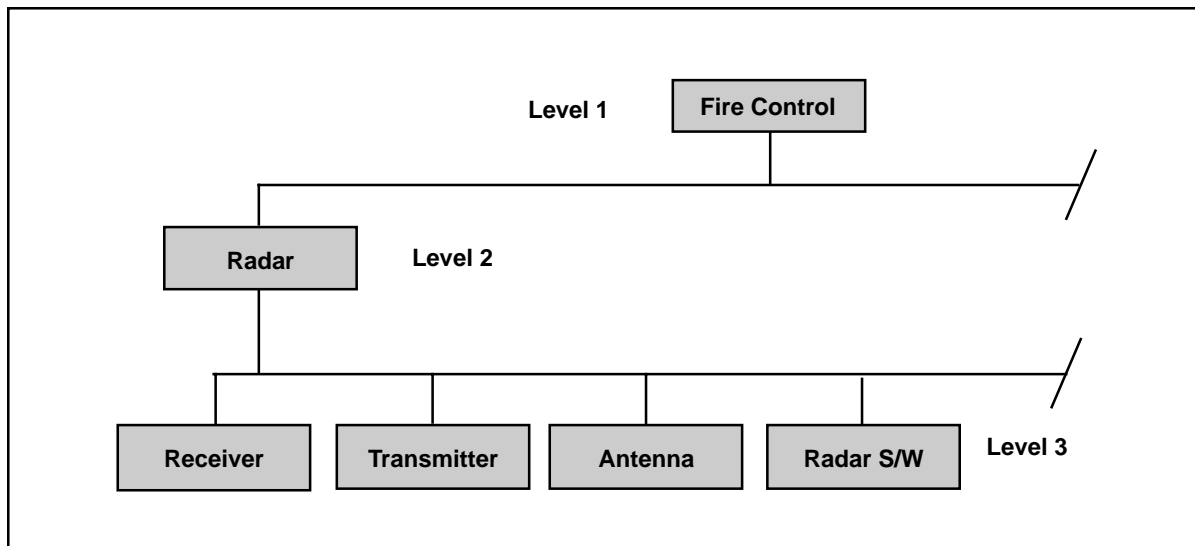 Level 1
Fire Control
Radar
Level 2
Receiver
Transmitter
Antenna
Radar S/W
Level 3